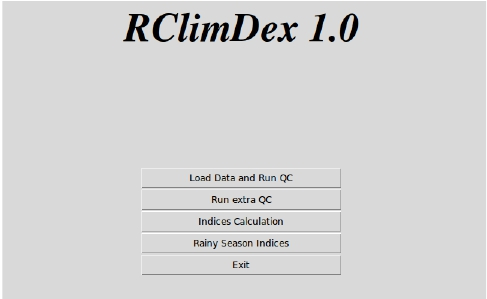 RClimDex 1.0
Load Data and Run QC
Run extra QC
Indices Calculation
Rainy Season Indices
Exit